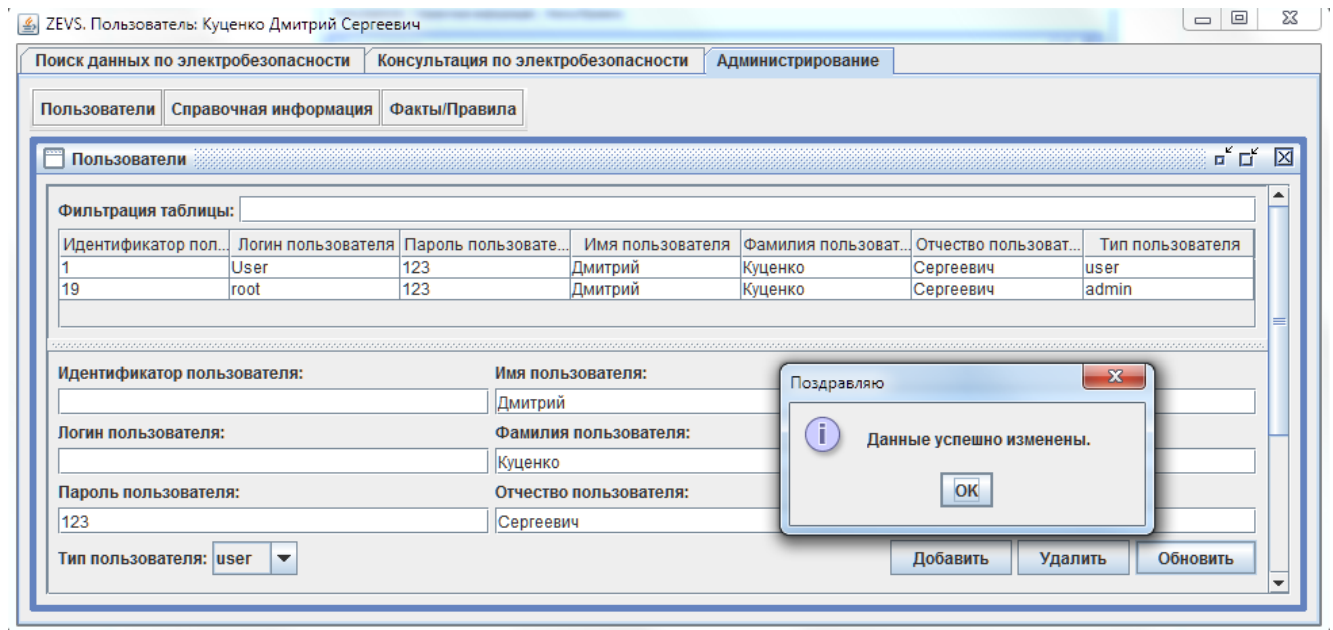 ZEVS. Пользователь: Куценко Дмитрий Сергеевич
Поиск данных по электробезопасности Консультация по электробезопасности Администрирование
Пользователи Справочная информация Факты/Правила
Пользователи
Фильтрация таблицы:
Идентификатор пол... Логин пользователя Пароль пользовате... Имя пользователя Фамилия пользоват... Отчество пользоват... Тип пользователя
1 User 123 Дмитрий Куценко Сергеевич user
19 root 123 Дмитрий Куценко Сергеевич admin
Идентификатор пользователя: Имя пользователя:
Дмитрий
Логин пользователя: Фамилия пользователя:
Куценко
Пароль пользователя: Отчество пользователя:
123 Сергеевич
Тип пользователя: user
Поздравляю
Данные успешно изменены.
OK
Добавить Удалить Обновить